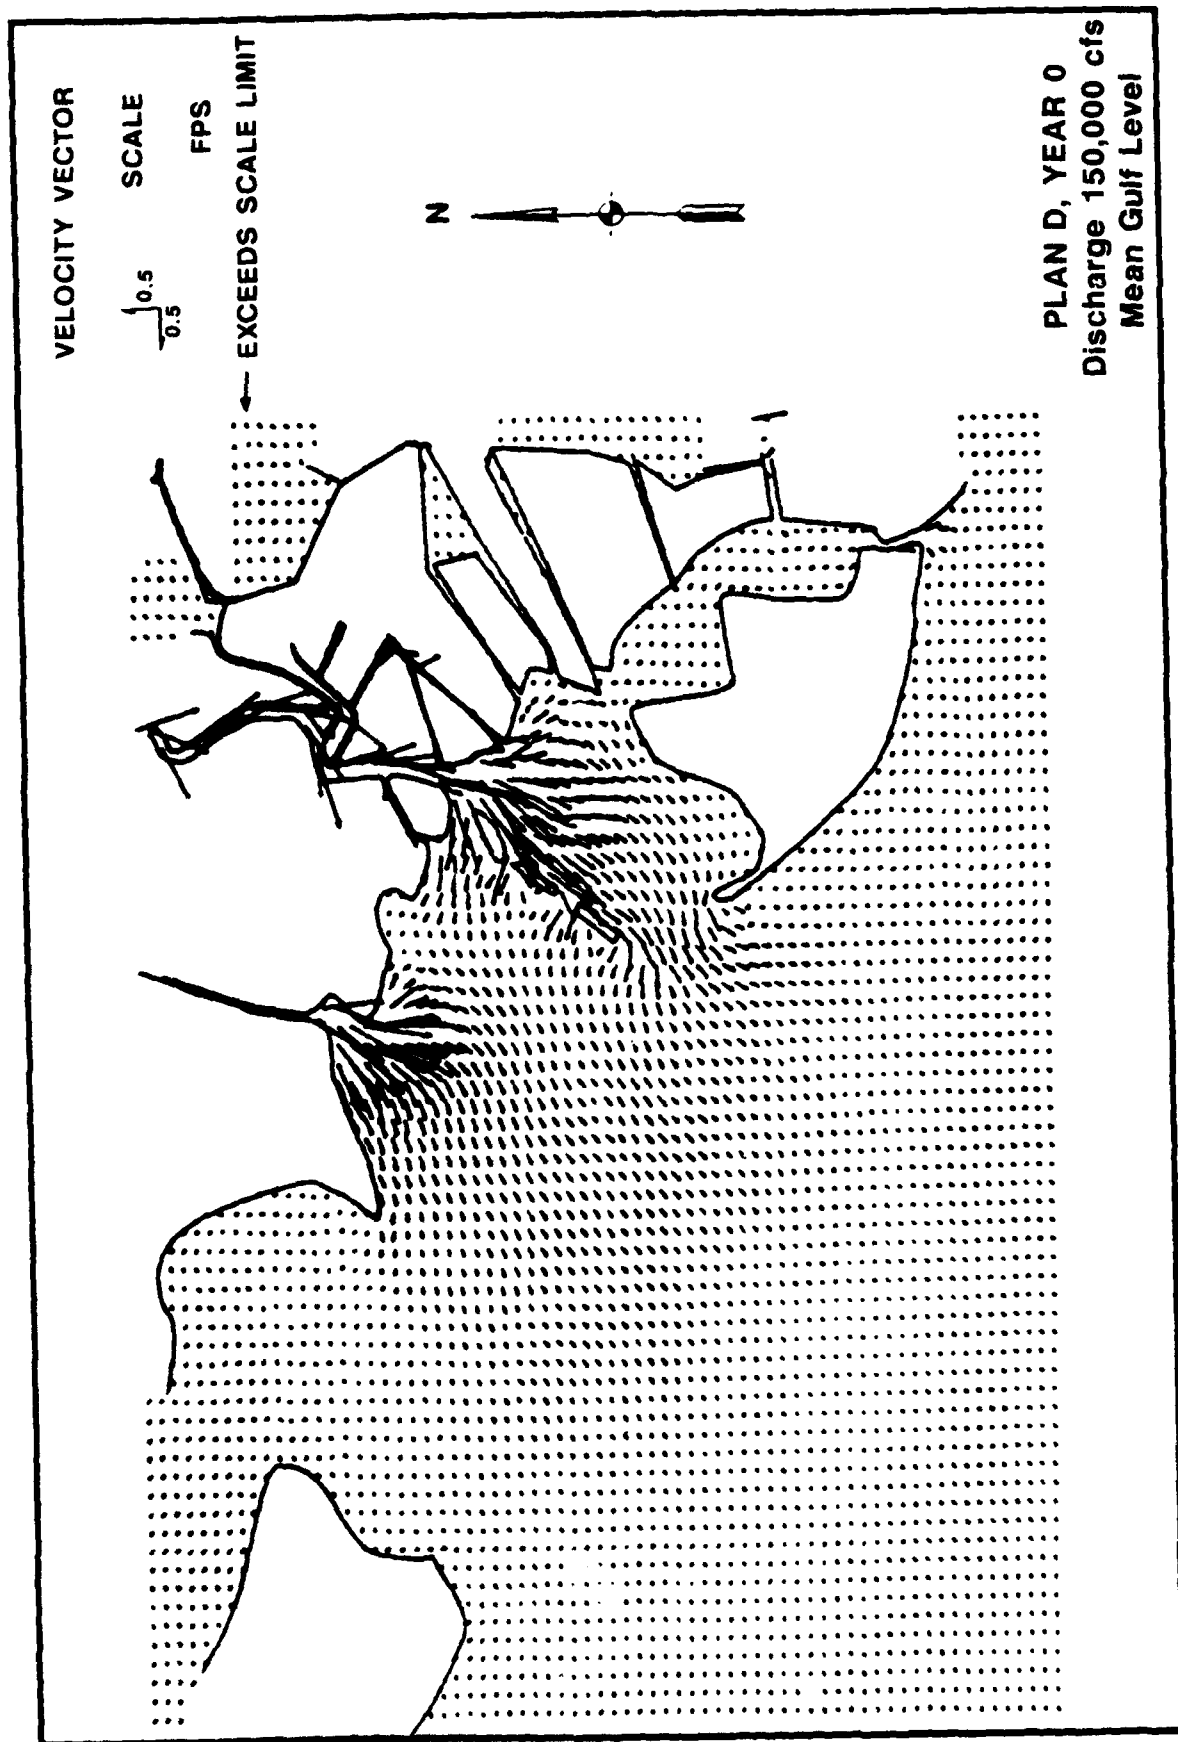 VELOCITY VECTOR
0.5
0.5
SCALE
FPS
EXCEEDS SCALE LIMIT
N
PLAN D, YEAR 0
Discharge 150,000 cfs
Mean Gulf Level